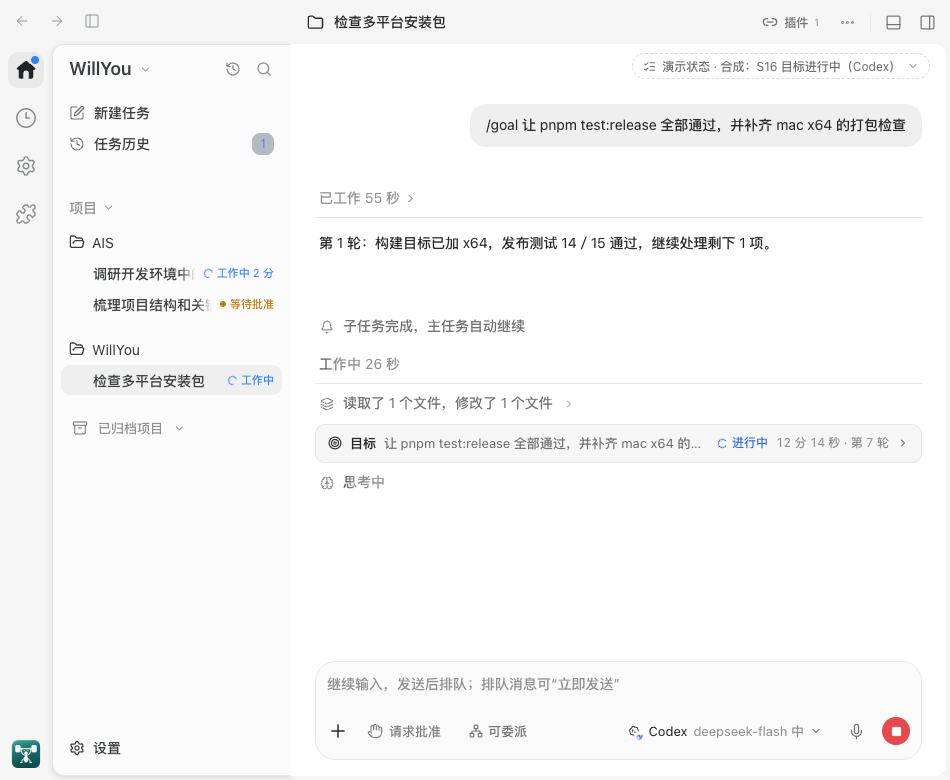 检查多平台安装包
插件 1
WillYou
演示状态 · 合成：S16 目标进行中（Codex）
新建任务
任务历史 1
/goal 让 pnpm test:release 全部通过，并补齐 mac x64 的打包检查
项目
AIS
调研开发环境中 工作中 2 分
梳理项目结构和关 等待批准
WillYou
检查多平台安装包 工作中
已归档项目
设置
已工作 55 秒
第 1 轮：构建目标已加 x64，发布测试 14 / 15 通过，继续处理剩下 1 项。
子任务完成，主任务自动继续
工作中 26 秒
读取了 1 个文件，修改了 1 个文件
目标 让 pnpm test:release 全部通过，并补齐 mac x64 的... 进行中 12 分 14 秒 · 第 7 轮
思考中
继续输入，发送后排队；排队消息可“立即发送”
请求批准 可委派 Codex deepseek-flash 中